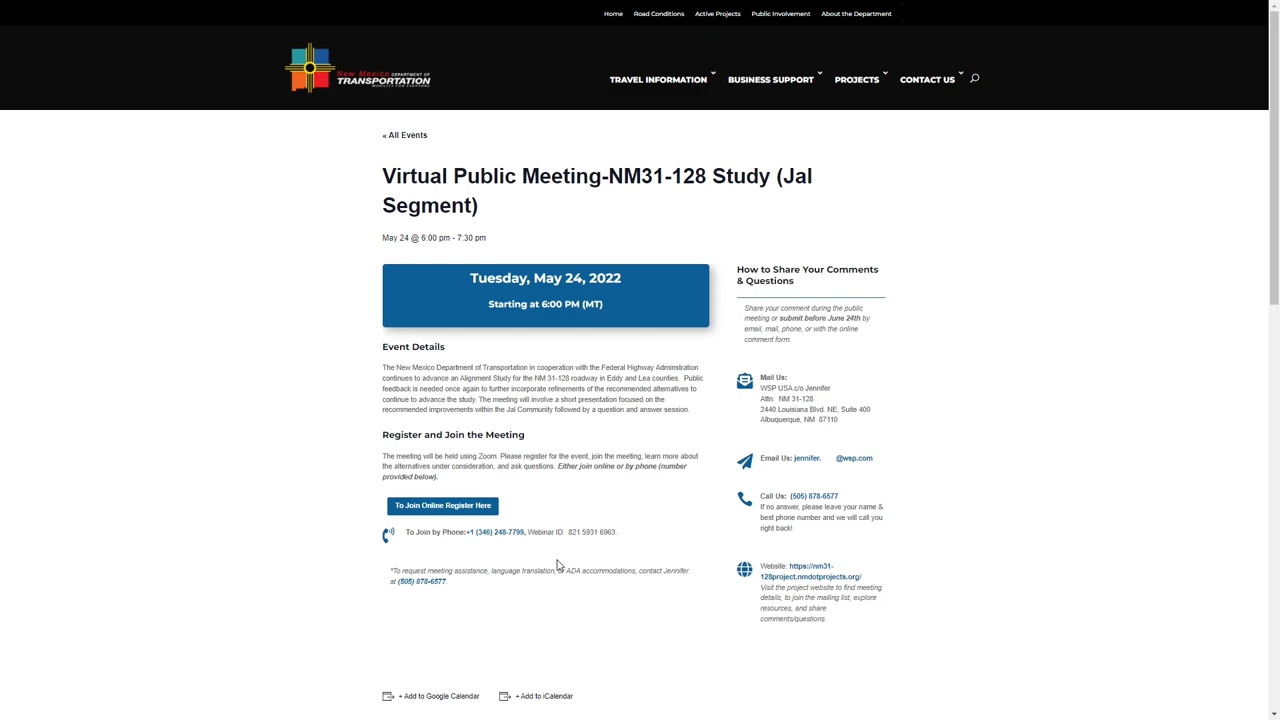 Home Road Conditions Active Projects Public Involvement About the Department
New Mexico DEPARTMENT OF
TRANSPORTATION
MOBILITY FOR EVERYONE
TRAVEL INFORMATION BUSINESS SUPPORT PROJECTS CONTACT US
« All Events
Virtual Public Meeting-NM31-128 Study (Jal
Segment)
May 24 @ 6:00 pm - 7:30 pm
Tuesday, May 24, 2022
Starting at 6:00 PM (MT)
Event Details
The New Mexico Department of Transportation in cooperation with the Federal Highway Adminstration
continues to advance an Alignment Study for the NM 31-128 roadway in Eddy and Lea counties. Public
feedback is needed once again to further incorporate refinements of the recommended alternatives to
continue to advance the study. The meeting will involve a short presentation focused on the
recommended improvements within the Jal Community followed by a question and answer session.
Register and Join the Meeting
The meeting will be held using Zoom. Please register for the event, join the meeting, learn more about
the alternatives under consideration, and ask questions. Either join online or by phone (number
provided below).
To Join Online Register Here
To Join by Phone:+1 (346) 248-7799, Webinar ID: 821 5931 6963.
*To request meeting assistance, language translation, or ADA accommodations, contact Jennifer
at (505) 878-6577.
+ Add to Google Calendar + Add to iCalendar
How to Share Your Comments
& Questions
Share your comment during the public
meeting or submit before June 24th by
email, mail, phone, or with the online
comment form.
Mail Us:
WSP USA c/o Jennifer
Attn: NM 31-128
2440 Louisiana Blvd. NE, Suite 400
Albuquerque, NM 87110
Email Us: jennifer. @wsp.com
Call Us: (505) 878-6577
If no answer, please leave your name &
best phone number and we will call you
right back!
Website: https://nm31-
128project.nmdotprojects.org/
Visit the project website to find meeting
details, to join the mailing list, explore
resources, and share
comments/questions.